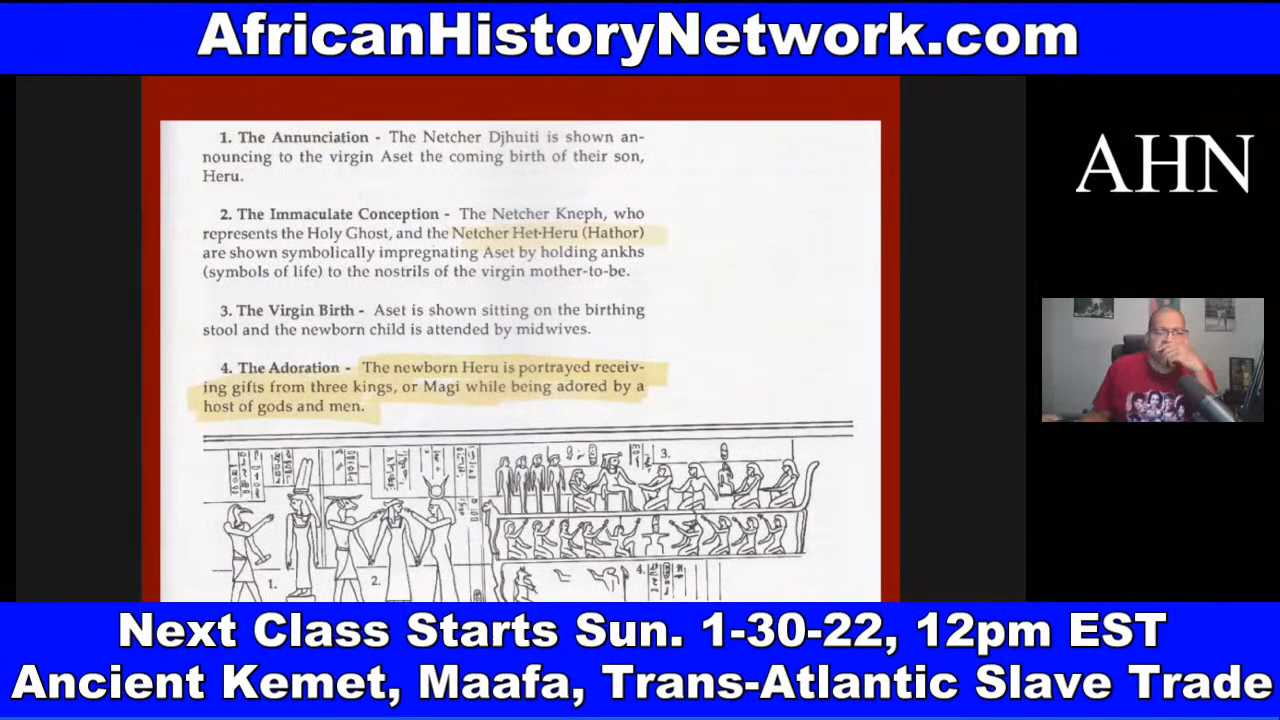 AfricanHistoryNetwork.com
1. The Annunciation - The Netcher Djhuiti is shown an-
nouncing to the virgin Aset the coming birth of their son,
Heru.
2. The Immaculate Conception - The Netcher Kneph, who
represents the Holy Ghost, and the Netcher Het-Heru (Hathor)
are shown symbolically impregnating Aset by holding ankhs
(symbols of life) to the nostrils of the virgin mother-to-be.
3. The Virgin Birth - Aset is shown sitting on the birthing
stool and the newborn child is attended by midwives.
4. The Adoration - The newborn Heru is portrayed receiv-
ing gifts from three kings, or Magi while being adored by a
host of gods and men.
1.
2.
3.
4.
AHN
Next Class Starts Sun. 1-30-22, 12pm EST
Ancient Kemet, Maafa, Trans-Atlantic Slave Trade